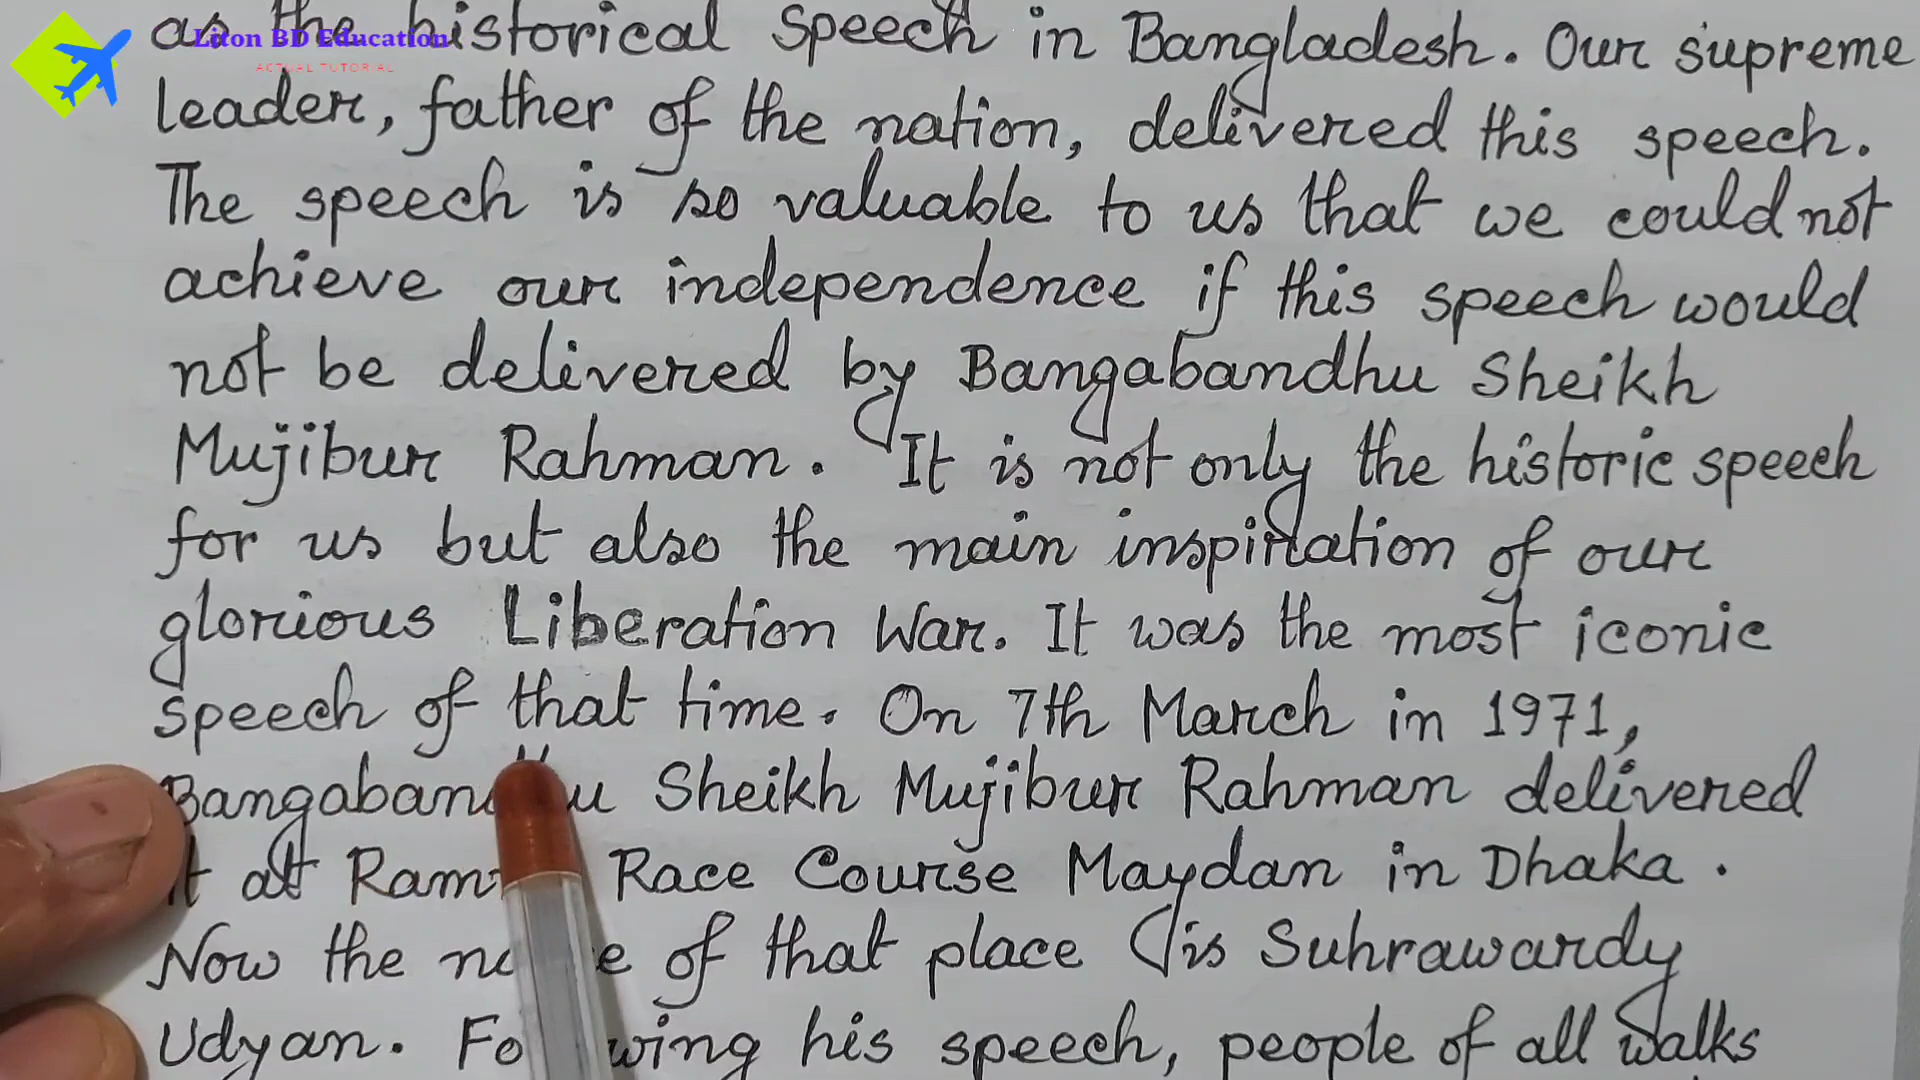 Liton BD Education
ACTUAL TUTORIAL
as the historical speech in Bangladesh. Our supreme
leader, father of the nation, delivered this speech.
The speech is so valuable to us that we could not
achieve our independence if this speech would
not be delivered by Bangabandhu Sheikh
Mujibur Rahman. It is not only the historic speech
for us but also the main inspiration of our
glorious Liberation War. It was the most iconic
speech of that time. On 7th March in 1971,
Bangabandhu Sheikh Mujibur Rahman delivered
it at Race Course Maydan in Dhaka.
Now the of that place is Suhrawardy
Udyan. his speech, people of all walks